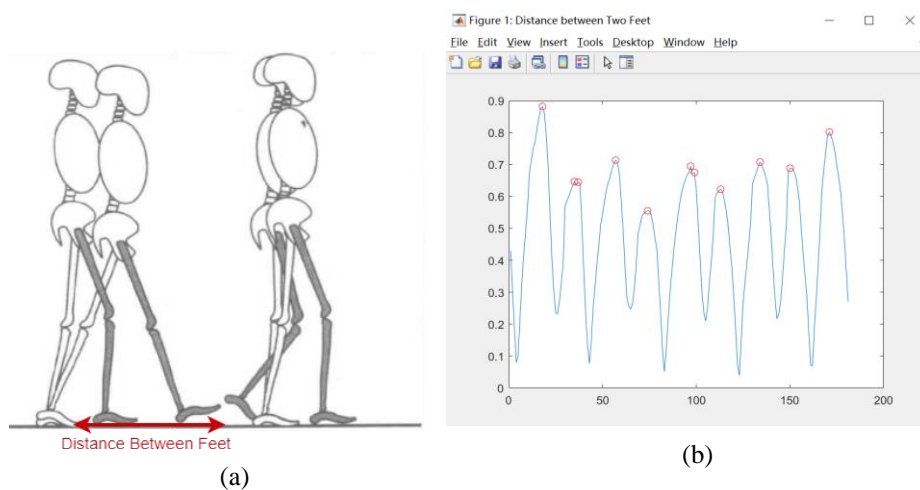 Distance Between Feet
(a)
Figure 1: Distance between Two Feet
File Edit View Insert Tools Desktop Window Help
0.9
0.8
0.7
0.6
0.5
0.4
0.3
0.2
0.1
0
0 50 100 150 200
(b)